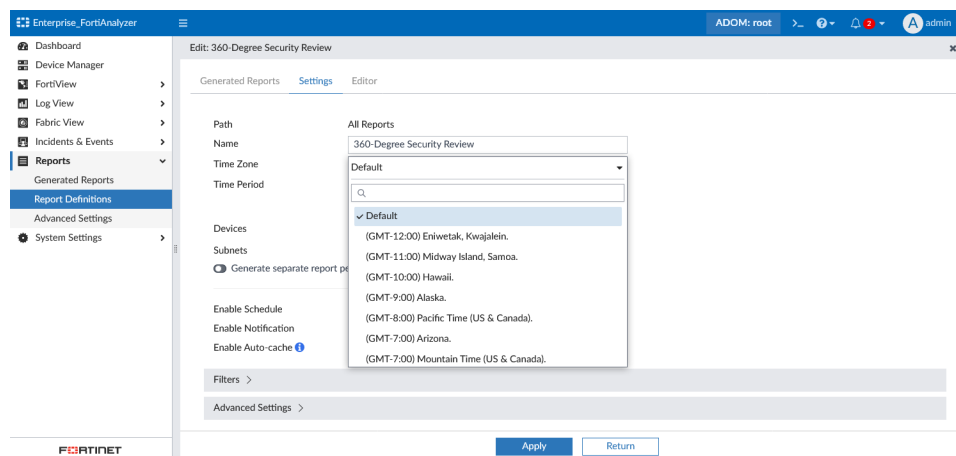 Enterprise_FortiAnalyzer
ADOM: root
>_
?
2
A admin
Dashboard
Device Manager
FortiView
Log View
Fabric View
Incidents & Events
Reports
Generated Reports
Report Definitions
Advanced Settings
System Settings
FORTINET
Edit: 360-Degree Security Review
Generated Reports Settings Editor
Path All Reports
Name 360-Degree Security Review
Time Zone Default
Time Period
Default
(GMT-12:00) Eniwetak, Kwajalein.
(GMT-11:00) Midway Island, Samoa.
(GMT-10:00) Hawaii.
(GMT-9:00) Alaska.
(GMT-8:00) Pacific Time (US & Canada).
(GMT-7:00) Arizona.
(GMT-7:00) Mountain Time (US & Canada).
Devices
Subnets
Generate separate report pe
Enable Schedule
Enable Notification
Enable Auto-cache i
Filters >
Advanced Settings >
Apply Return